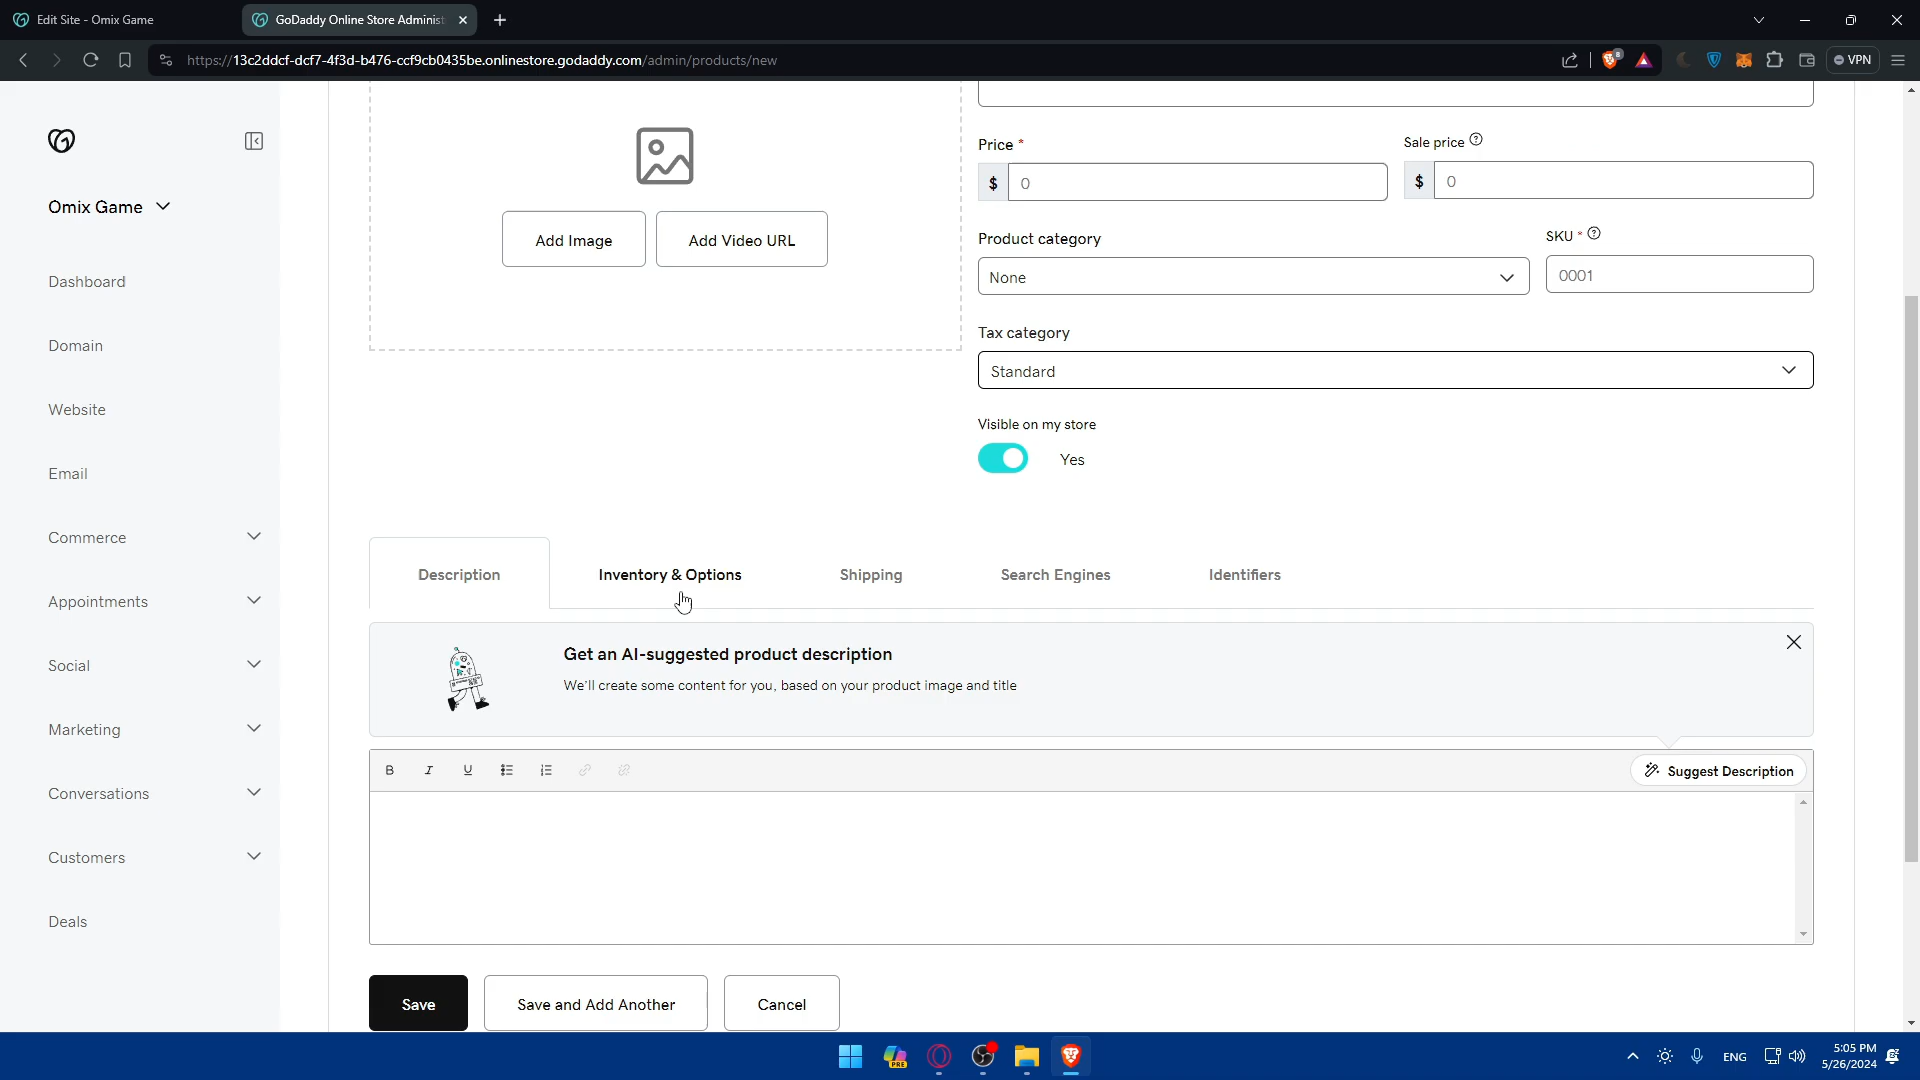 Edit Site - Omix Game
GoDaddy Online Store Administ
https://13c2ddcf-dcf7-4f3d-b476-ccf9cb0435be.onlinestore.godaddy.com/admin/products/new
8
VPN
Omix Game
Dashboard
Domain
Website
Email
Commerce
Appointments
Social
Marketing
Conversations
Customers
Deals
Add Image
Add Video URL
Price *
Sale price
$ 0
$ 0
Product category
SKU *
None
0001
Tax category
Standard
Visible on my store
Yes
Description
Inventory & Options
Shipping
Search Engines
Identifiers
Get an AI-suggested product description
We'll create some content for you, based on your product image and title
B I U
Suggest Description
Save
Save and Add Another
Cancel
PRE
ENG
5:05 PM
5/26/2024